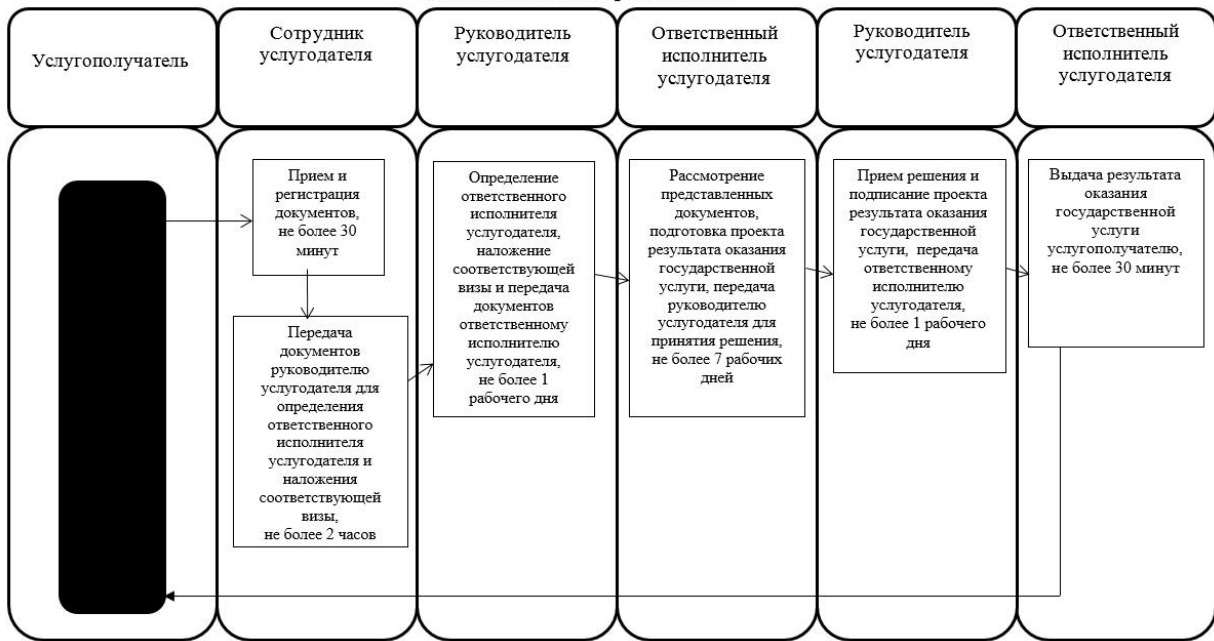 Услугополучатель
Сотрудник
услугодателя
Руководитель
услугодателя
Ответственный
исполнитель
услугодателя
Руководитель
услугодателя
Ответственный
исполнитель
услугодателя
Прием и
регистрация
документов,
не более 30
минут
Передача
документов
руководителю
услугодателя для
определения
ответственного
исполнителя
услугодателя и
наложения
соответствующей
визы,
не более 2 часов
Определение
ответственного
исполнителя
услугодателя,
наложение
соответствующей
визы и передача
документов
ответственному
исполнителю
услугодателя,
не более 1
рабочего дня
Рассмотрение
представленных
документов,
подготовка проекта
результата оказания
государственной
услуги, передача
руководителю
услугодателя для
принятия решения,
не более 7 рабочих
дней
Прием решения и
подписание проекта
результата оказания
государственной
услуги, передача
ответственному
исполнителю
услугодателя,
не более 1 рабочего
дня
Выдача результата
оказания
государственной
услуги
услугополучателю,
не более 30 минут